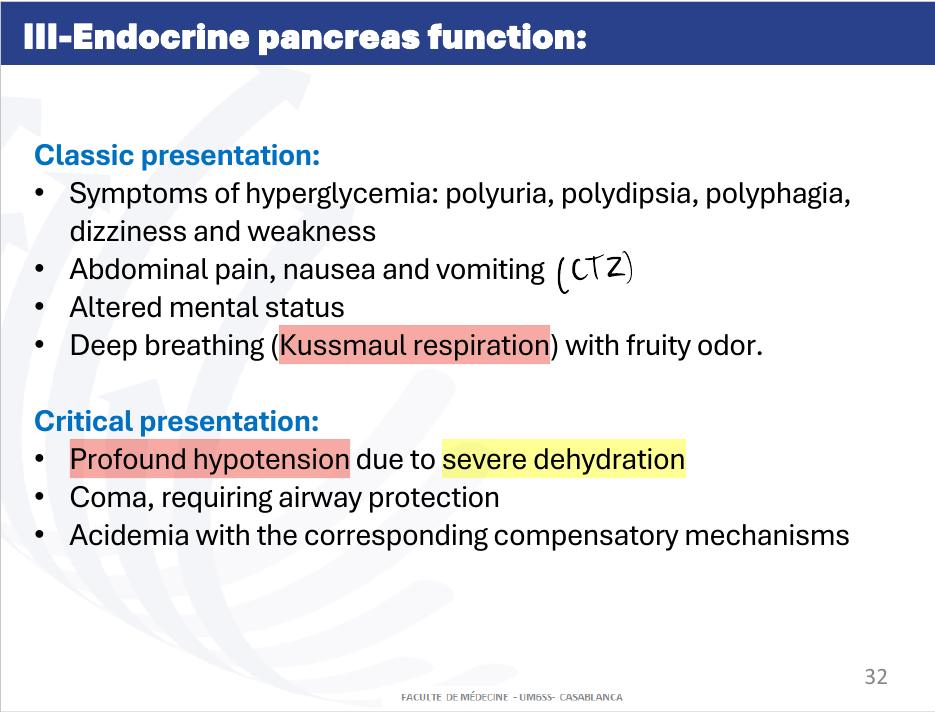 III-Endocrine pancreas function:
Classic presentation:
• Symptoms of hyperglycemia: polyuria, polydipsia, polyphagia,
dizziness and weakness
• Abdominal pain, nausea and vomiting (CTZ)
• Altered mental status
• Deep breathing (Kussmaul respiration) with fruity odor.
Critical presentation:
• Profound hypotension due to severe dehydration
• Coma, requiring airway protection
• Acidemia with the corresponding compensatory mechanisms
32
FACULTE DE MÉDECINE - UM6SS- CASABLANCA